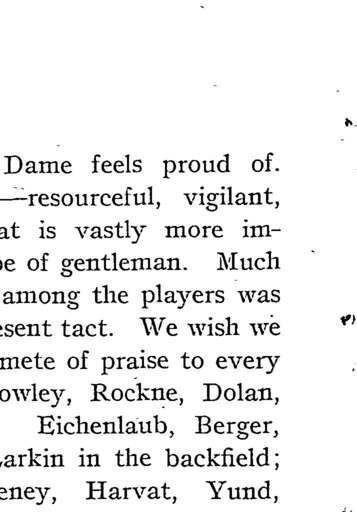 Dame feels proud of.
—resourceful, vigilant,
at is vastly more im-
pe of gentleman. Much
among the players was
esent tact. We wish we
mete of praise to every
owley, Rockne, Dolan,
Eichenlaub, Berger,
Larkin in the backfield;
eney, Harvat, Yund,